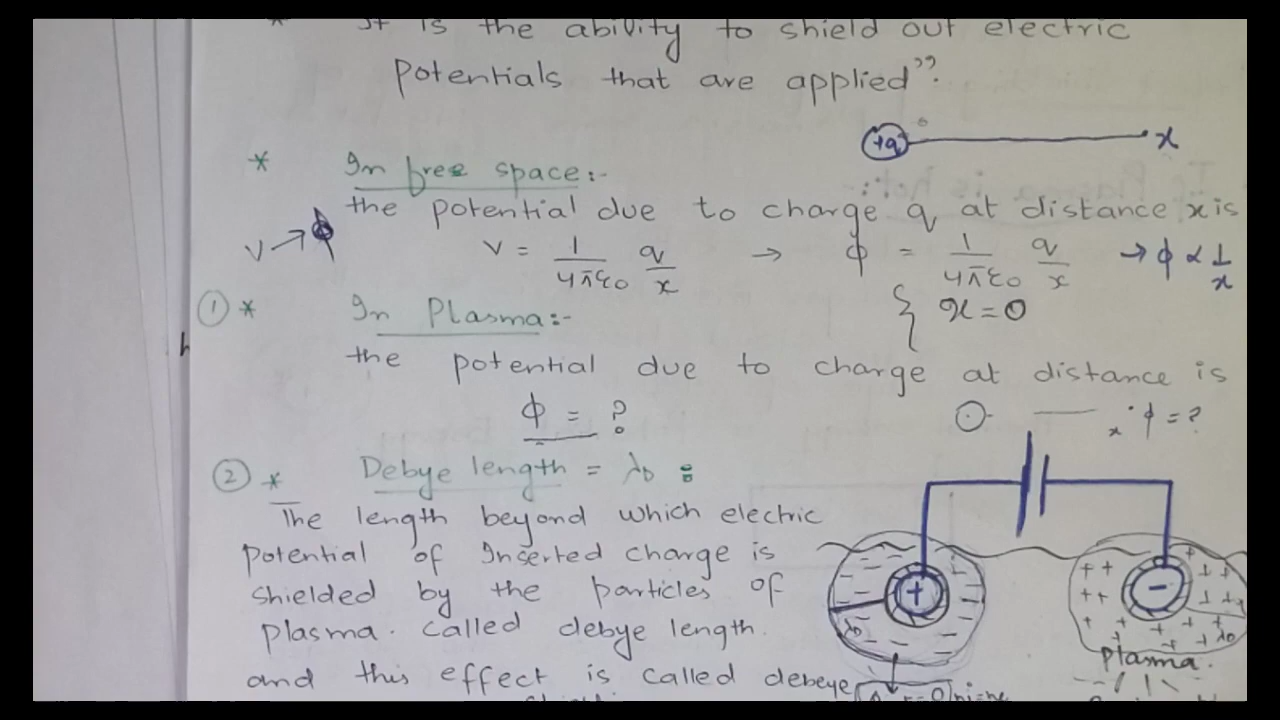 * It is the ability to shield out electric
potentials that are applied”.
+q x
* In free space:-
the potential due to charge q at distance x is
V → ϕ V = 1/4πε0 q/x → ϕ = 1/4πε0 q/x → ϕ ∝ 1/x
① * In Plasma:- { x = 0
the potential due to charge at distance is
ϕ = ? x ϕ = ?
② * Debye length = λD :
The length beyond which electric
potential of Inserted charge is
shielded by the particles of
plasma. called debye length.
and this effect is called debeye
+ −
λD λD
plasma.